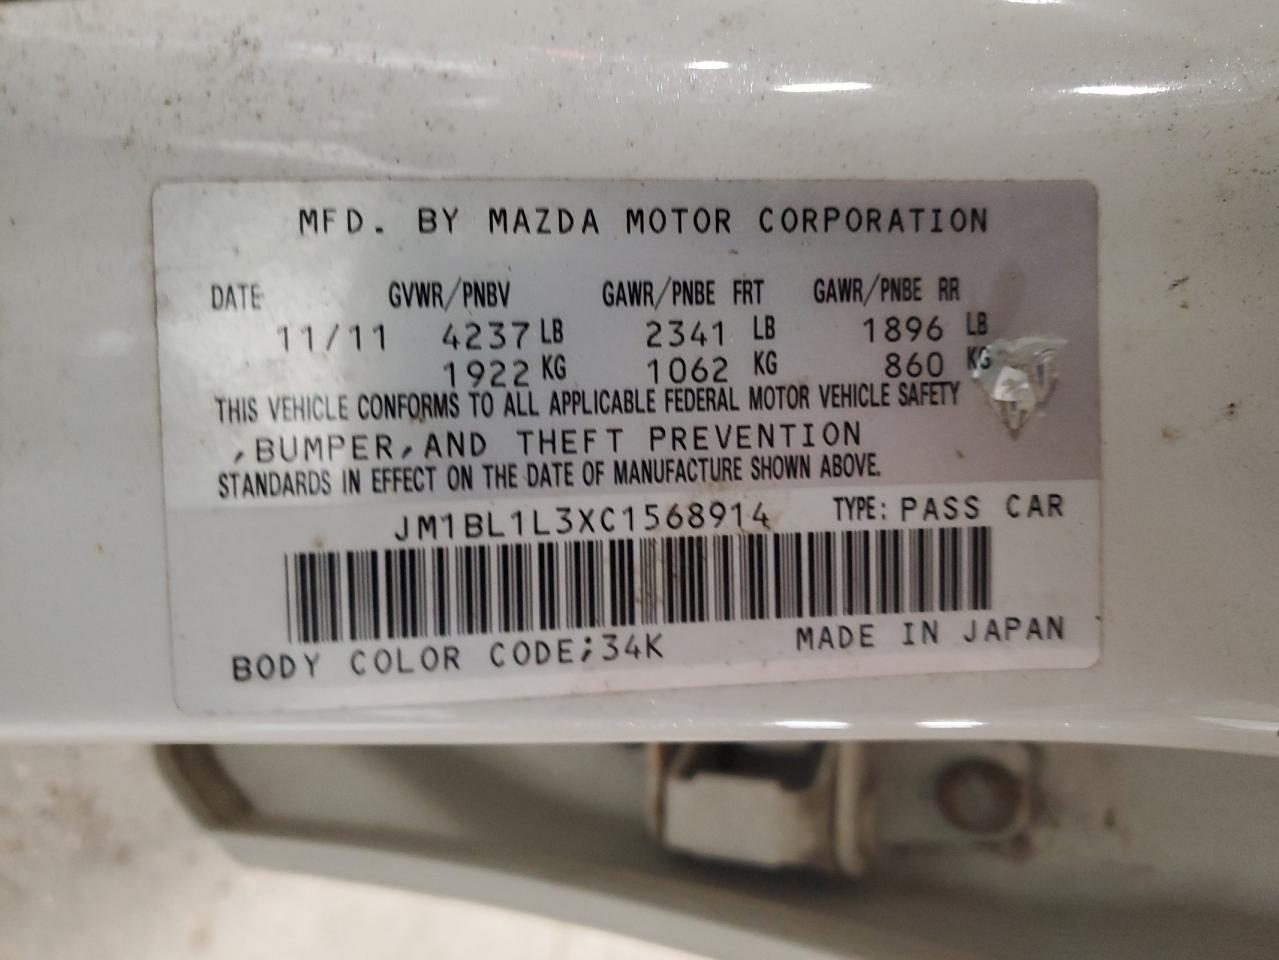 MFD. BY MAZDA MOTOR CORPORATION
DATE GVWR/PNBV GAWR/PNBE FRT GAWR/PNBE RR
11/11 4237 LB 2341 LB 1896 LB
1922 KG 1062 KG 860 KG
THIS VEHICLE CONFORMS TO ALL APPLICABLE FEDERAL MOTOR VEHICLE SAFETY
,BUMPER,AND THEFT PREVENTION
STANDARDS IN EFFECT ON THE DATE OF MANUFACTURE SHOWN ABOVE.
JM1BL1L3XC1568914 TYPE: PASS CAR
BODY COLOR CODE;34K MADE IN JAPAN